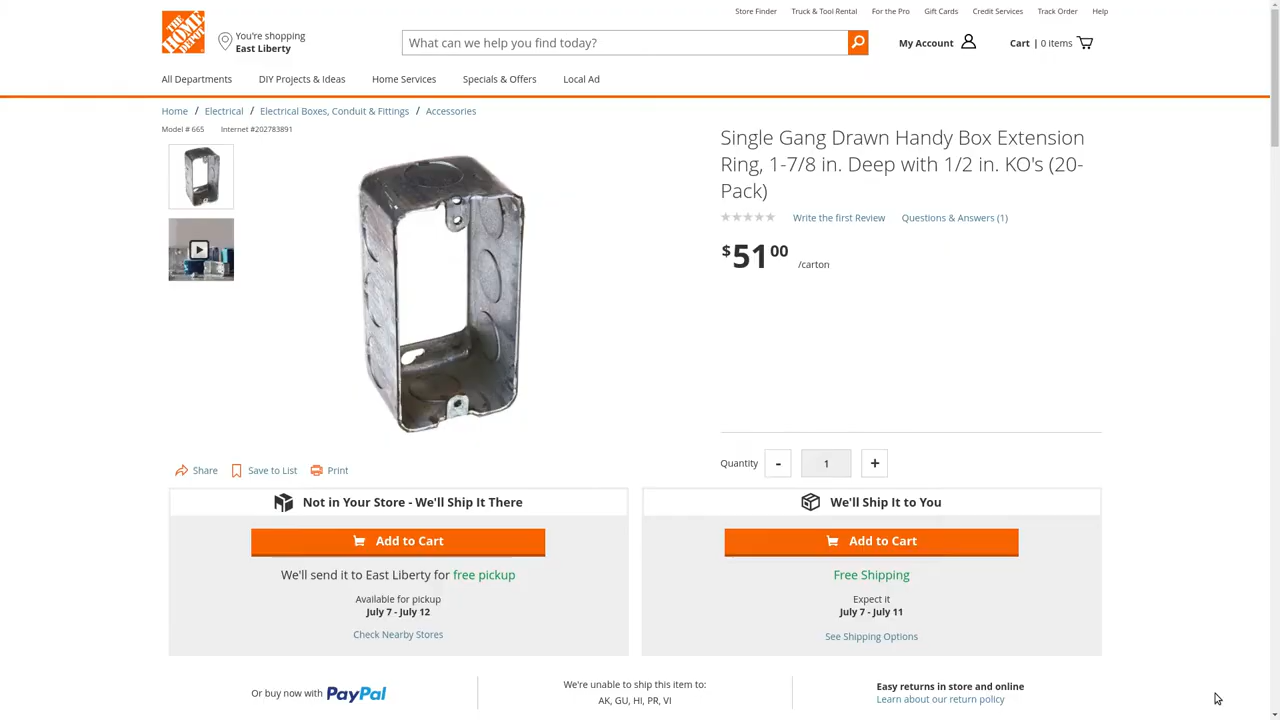 Store Finder Truck & Tool Rental For the Pro Gift Cards Credit Services Track Order Help
THE HOME DEPOT
You're shopping
East Liberty
What can we help you find today?
My Account
Cart | 0 items
All Departments DIY Projects & Ideas Home Services Specials & Offers Local Ad
Home / Electrical / Electrical Boxes, Conduit & Fittings / Accessories
Model # 665 Internet #202783891
Single Gang Drawn Handy Box Extension
Ring, 1-7/8 in. Deep with 1/2 in. KO's (20-
Pack)
Write the first Review Questions & Answers (1)
$51 00 /carton
Quantity - 1 +
Share Save to List Print
Not in Your Store - We'll Ship It There
Add to Cart
We'll send it to East Liberty for free pickup
Available for pickup
July 7 - July 12
Check Nearby Stores
We'll Ship It to You
Add to Cart
Free Shipping
Expect it
July 7 - July 11
See Shipping Options
Or buy now with PayPal
We're unable to ship this item to:
AK, GU, HI, PR, VI
Easy returns in store and online
Learn about our return policy